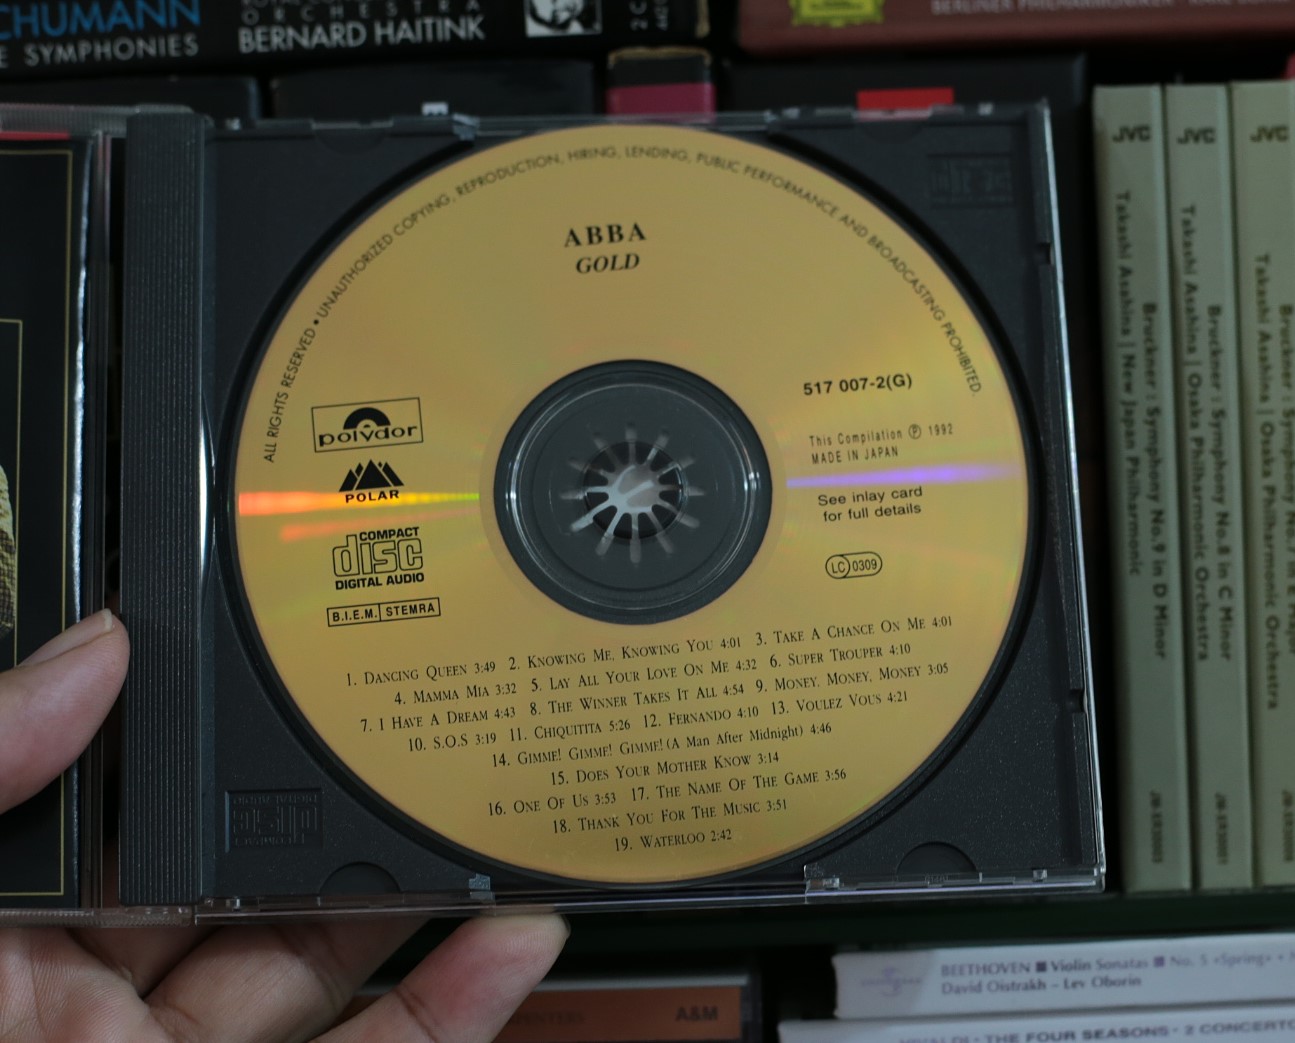 CHUMANN
E SYMPHONIES
ORCHESTRA
BERNARD HAITINK
2 C
BERLINER PHILHARMONIKER
ALL RIGHTS RESERVED • UNAUTHORIZED COPYING, REPRODUCTION, HIRING, LENDING, PUBLIC PERFORMANCE AND BROADCASTING PROHIBITED.
ABBA
GOLD
polydor
POLAR
COMPACT
disc
DIGITAL AUDIO
B.I.E.M. STEMRA
517 007-2(G)
This Compilation Ⓟ 1992
MADE IN JAPAN
See inlay card
for full details
LC 0309
1. DANCING QUEEN 3:49 2. KNOWING ME, KNOWING YOU 4:01 3. TAKE A CHANCE ON ME 4:01
4. MAMMA MIA 3:32 5. LAY ALL YOUR LOVE ON ME 4:32 6. SUPER TROUPER 4:10
7. I HAVE A DREAM 4:43 8. THE WINNER TAKES IT ALL 4:54 9. MONEY, MONEY, MONEY 3:05
10. S.O.S 3:19 11. CHIQUITITA 5:26 12. FERNANDO 4:10 13. VOULEZ VOUS 4:21
14. GIMME! GIMME! GIMME! (A Man After Midnight) 4:46
15. DOES YOUR MOTHER KNOW 3:14
16. ONE OF US 3:53 17. THE NAME OF THE GAME 3:56
18. THANK YOU FOR THE MUSIC 3:51
19. WATERLOO 2:42
JVC
Bruckner : Symphony No.9 in D Minor
Takashi Asahina | New Japan Philharmonic
JVC
Bruckner : Symphony No.8 in C Minor
Takashi Asahina | Osaka Philharmonic Orchestra
JVC
Bruckner : Symphony No.7 in E Major
Takashi Asahina | Osaka Philharmonic Orchestra
BEETHOVEN ■ Violin Sonatas ■ No. 5 «Spring» •
David Oistrakh – Lev Oborin
A&M
VIVALDI · THE FOUR SEASONS · 2 CONCERTO